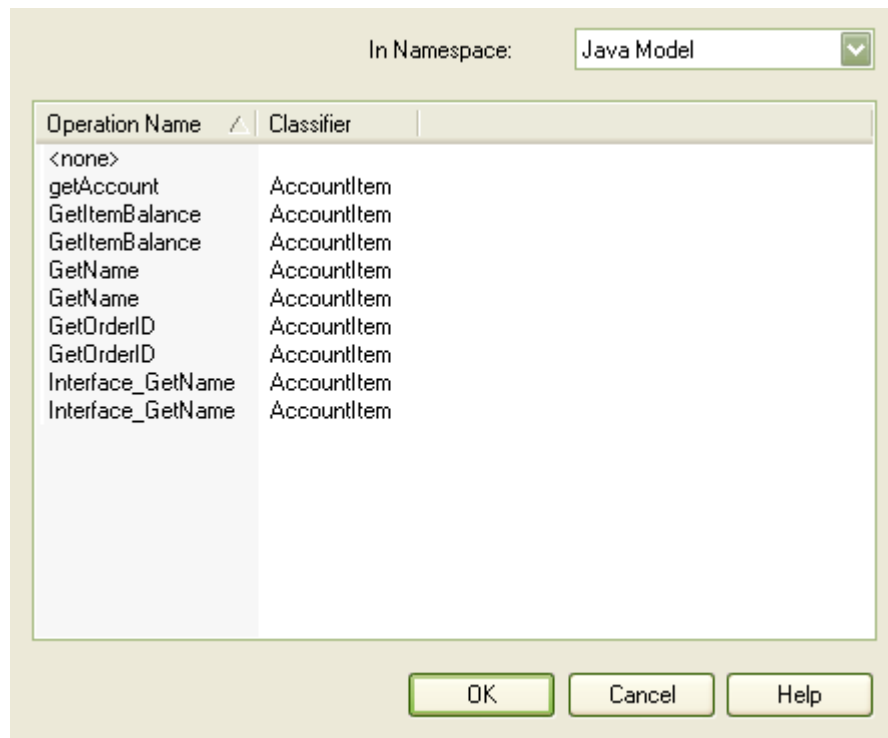 In Namespace: Java Model
Operation Name Classifier
<none>
getAccount AccountItem
GetItemBalance AccountItem
GetItemBalance AccountItem
GetName AccountItem
GetName AccountItem
GetOrderID AccountItem
GetOrderID AccountItem
Interface_GetName AccountItem
Interface_GetName AccountItem
OK Cancel Help